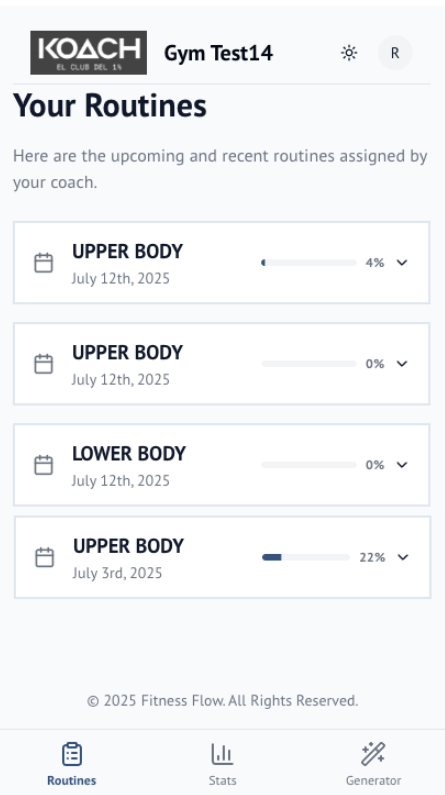 KOACH
EL CLUB DEL 14
Gym Test14
R
Your Routines
Here are the upcoming and recent routines assigned by
your coach.
UPPER BODY
July 12th, 2025
4%
UPPER BODY
July 12th, 2025
0%
LOWER BODY
July 12th, 2025
0%
UPPER BODY
July 3rd, 2025
22%
© 2025 Fitness Flow. All Rights Reserved.
Routines
Stats
Generator